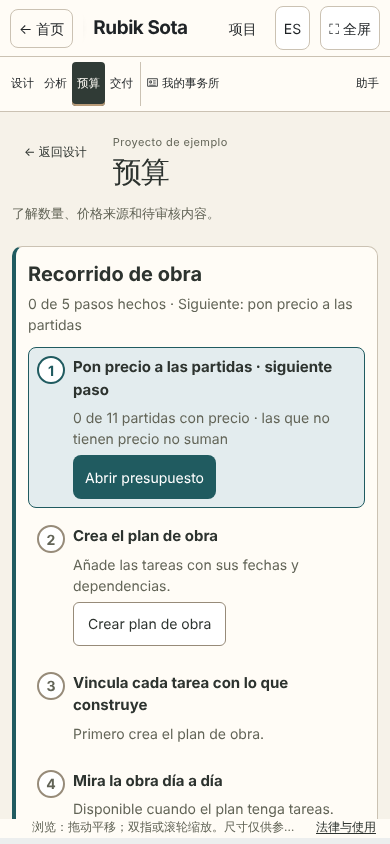 ← 首页
Rubik Sota
项目
ES
全屏
设计
分析
预算
交付
我的事务所
助手
← 返回设计
Proyecto de ejemplo
预算
了解数量、价格来源和待审核内容。
Recorrido de obra
0 de 5 pasos hechos · Siguiente: pon precio a las
partidas
1
Pon precio a las partidas · siguiente
paso
0 de 11 partidas con precio · las que no
tienen precio no suman
Abrir presupuesto
2
Crea el plan de obra
Añade las tareas con sus fechas y
dependencias.
Crear plan de obra
3
Vincula cada tarea con lo que
construye
Primero crea el plan de obra.
4
Mira la obra día a día
Disponible cuando el plan tenga tareas.
浏览：拖动平移；双指或滚轮缩放。尺寸仅供参...
法律与使用